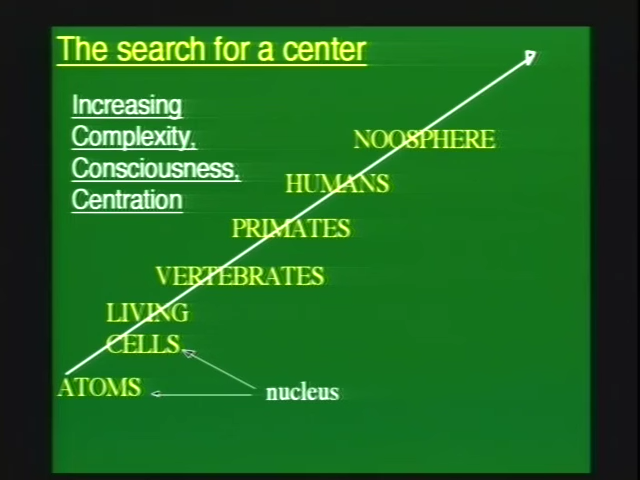 The search for a center
Increasing
Complexity,
Consciousness,
Centration
NOOSPHERE
HUMANS
PRIMATES
VERTEBRATES
LIVING
CELLS
ATOMS
nucleus